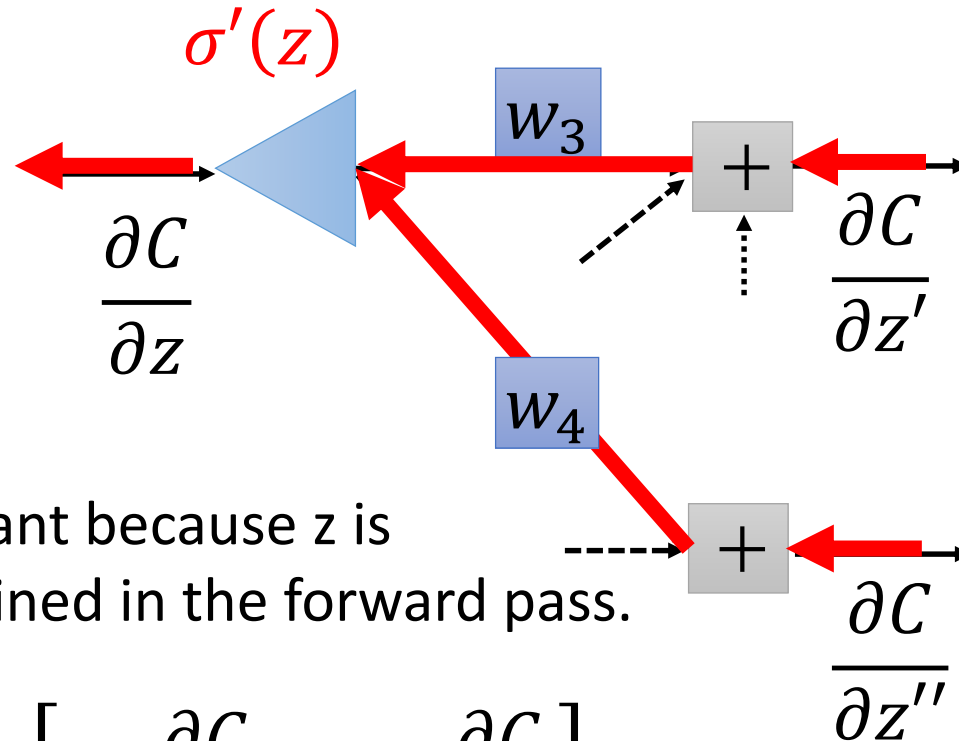 σ′(z)
w₃
+
∂C
∂z
∂C
∂z′
w₄
ant because z is
+
ined in the forward pass.
∂C
∂z′′
[ ∂C ∂C ]